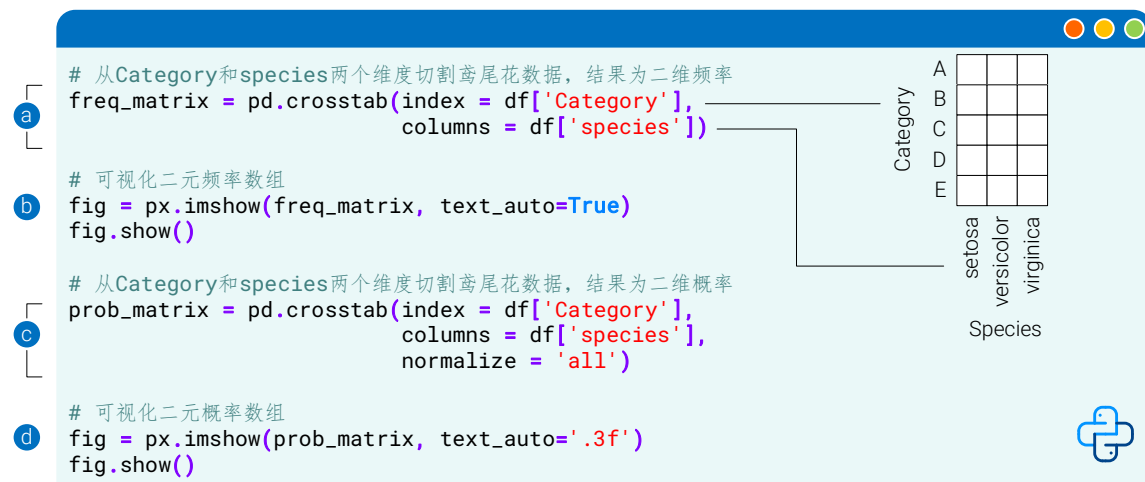 # 从Category和species两个维度切割鸢尾花数据，结果为二维频率
a
freq_matrix = pd.crosstab(index = df['Category'],
columns = df['species'])
# 可视化二元频率数组
b
fig = px.imshow(freq_matrix, text_auto=True)
fig.show()
# 从Category和species两个维度切割鸢尾花数据，结果为二维概率
c
prob_matrix = pd.crosstab(index = df['Category'],
columns = df['species'],
normalize = 'all')
# 可视化二元概率数组
d
fig = px.imshow(prob_matrix, text_auto='.3f')
fig.show()
Category
A
B
C
D
E
setosa
versicolor
virginica
Species